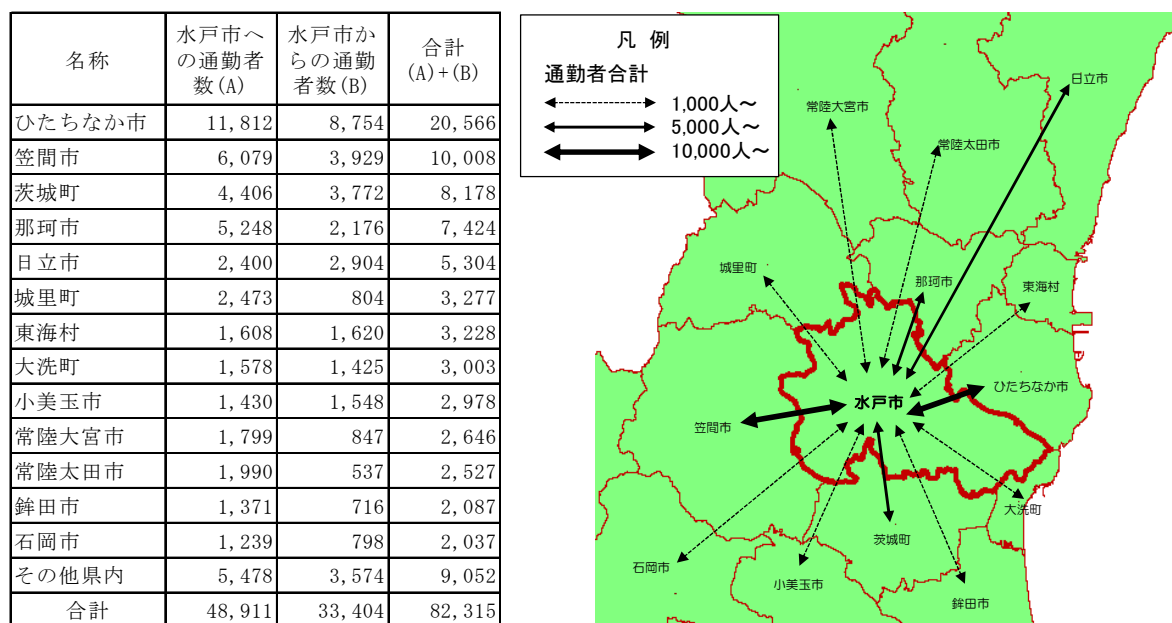 名称 水戸市への通勤者数(A) 水戸市からの通勤者数(B) 合計(A)+(B)
ひたちなか市 11,812 8,754 20,566
笠間市 6,079 3,929 10,008
茨城町 4,406 3,772 8,178
那珂市 5,248 2,176 7,424
日立市 2,400 2,904 5,304
城里町 2,473 804 3,277
東海村 1,608 1,620 3,228
大洗町 1,578 1,425 3,003
小美玉市 1,430 1,548 2,978
常陸大宮市 1,799 847 2,646
常陸太田市 1,990 537 2,527
鉾田市 1,371 716 2,087
石岡市 1,239 798 2,037
その他県内 5,478 3,574 9,052
合計 48,911 33,404 82,315
凡 例
通勤者合計
1,000人～
5,000人～
10,000人～
日立市
常陸大宮市
常陸太田市
城里町
那珂市
東海村
ひたちなか市
水戸市
笠間市
大洗町
茨城町
石岡市
小美玉市
鉾田市